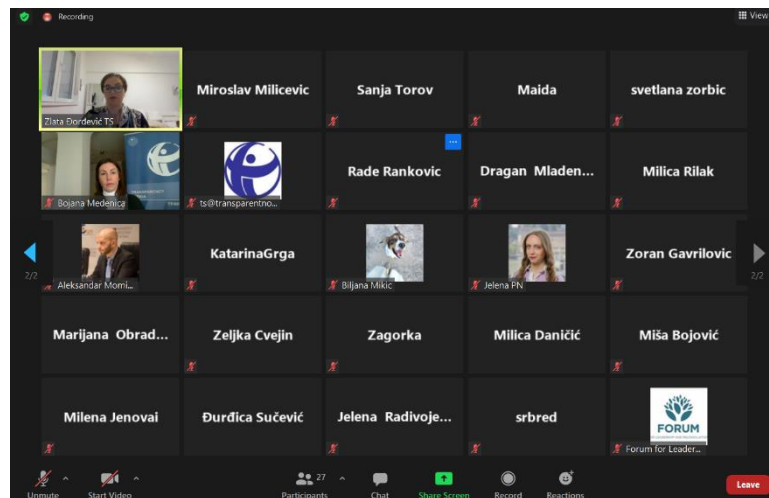 Recording
View
Zlata Đorđević TS
Miroslav Milicevic
Sanja Torov
Maida
svetlana zorbic
Bojana Medenica
ts@transparentno...
Rade Rankovic
Dragan Mladen...
Milica Rilak
2/2
Aleksandar Momi...
KatarinaGrga
Biljana Mikic
Jelena PN
Zoran Gavrilovic
2/2
Marijana Obrad...
Zeljka Cvejin
Zagorka
Milica Daničić
Miša Bojović
Milena Jenovai
Đurđica Sučević
Jelena Radivoje...
srbred
FORUM
Forum for Leader...
Unmute
Start Video
27
Participants
Chat
Share Screen
Record
Reactions
Leave